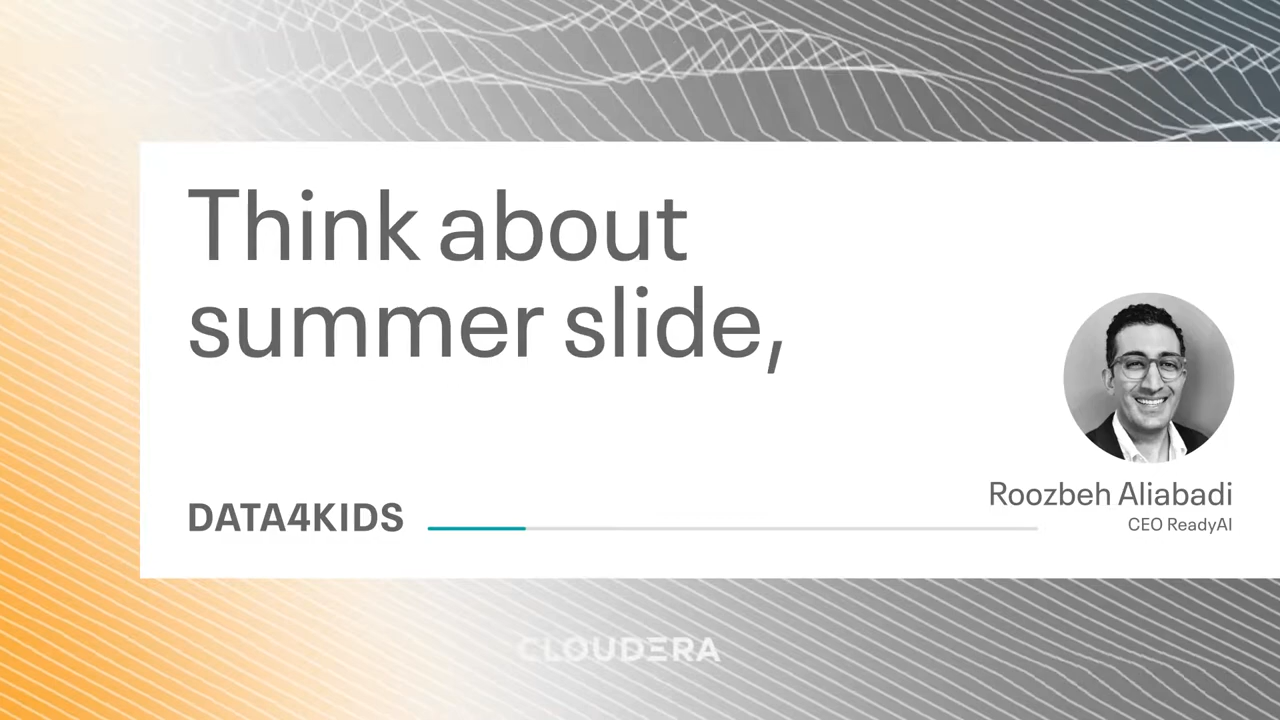 Think about
summer slide,
DATA4KIDS
Roozbeh Aliabadi
CEO ReadyAI
CLOUDERA